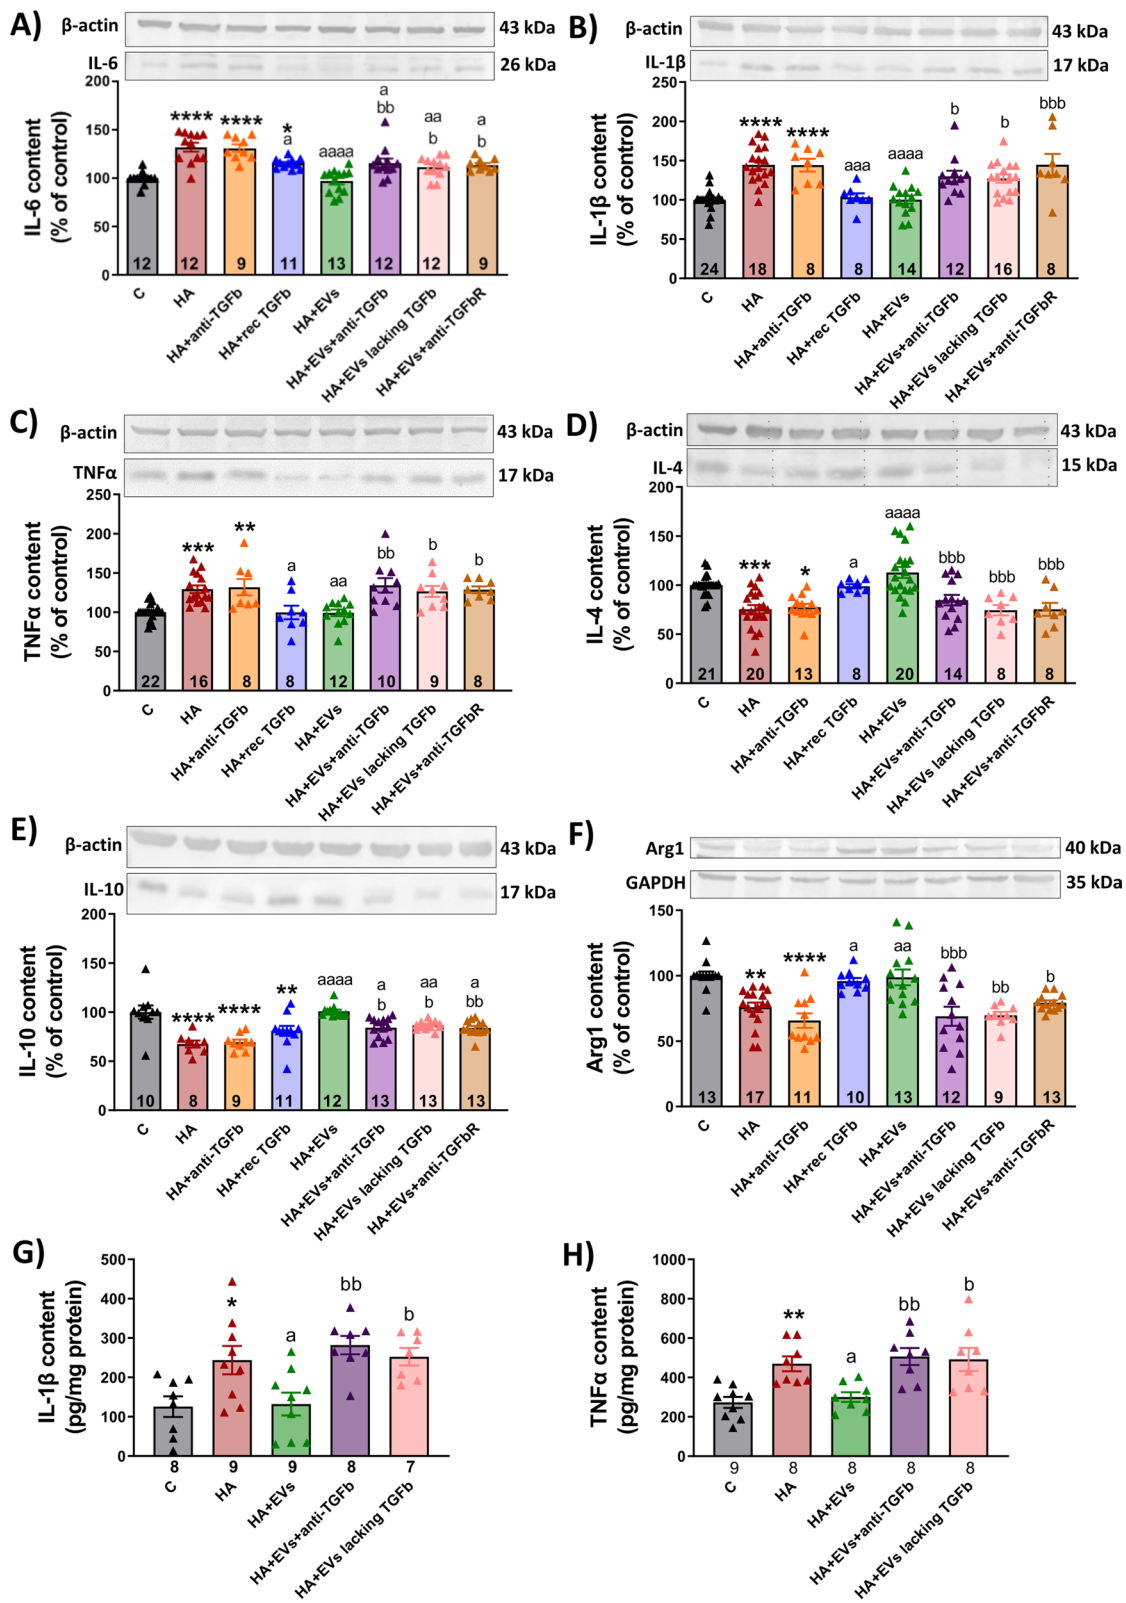 A)
β-actin
43 kDa
IL-6
26 kDa
IL-6 content
(% of control)
200
150
100
50
0
****
****
*
a
aaaa
a
bb
aa
b
a
b
12
12
9
11
13
12
12
9
C
HA
HA+anti-TGFb
HA+rec TGFb
HA+EVs
HA+EVs+anti-TGFb
HA+EVs lacking TGFb
HA+EVs+anti-TGFbR
B)
β-actin
43 kDa
IL-1β
17 kDa
IL-1β content
(% of control)
250
200
150
100
50
0
****
****
aaa
aaaa
b
b
bbb
24
18
8
8
14
12
16
8
C
HA
HA+anti-TGFb
HA+rec TGFb
HA+EVs
HA+EVs+anti-TGFb
HA+EVs lacking TGFb
HA+EVs+anti-TGFbR
C)
β-actin
43 kDa
TNFα
17 kDa
TNFα content
(% of control)
250
200
150
100
50
0
***
**
a
aa
bb
b
b
22
16
8
8
12
10
9
8
C
HA
HA+anti-TGFb
HA+rec TGFb
HA+EVs
HA+EVs+anti-TGFb
HA+EVs lacking TGFb
HA+EVs+anti-TGFbR
D)
β-actin
43 kDa
IL-4
15 kDa
IL-4 content
(% of control)
200
150
100
50
0
***
*
a
aaaa
bbb
bbb
bbb
21
20
13
8
20
14
8
8
C
HA
HA+anti-TGFb
HA+rec TGFb
HA+EVs
HA+EVs+anti-TGFb
HA+EVs lacking TGFb
HA+EVs+anti-TGFbR
E)
β-actin
43 kDa
IL-10
17 kDa
IL-10 content
(% of control)
200
150
100
50
0
****
****
**
aaaa
a
b
aa
b
a
bb
10
8
9
11
12
13
13
13
C
HA
HA+anti-TGFb
HA+rec TGFb
HA+EVs
HA+EVs+anti-TGFb
HA+EVs lacking TGFb
HA+EVs+anti-TGFbR
F)
Arg1
40 kDa
GAPDH
35 kDa
Arg1 content
(% of control)
150
100
50
0
**
****
a
aa
bbb
bb
b
13
17
11
10
13
12
9
13
C
HA
HA+anti-TGFb
HA+rec TGFb
HA+EVs
HA+EVs+anti-TGFb
HA+EVs lacking TGFb
HA+EVs+anti-TGFbR
G)
IL-1β content
(pg/mg protein)
500
400
300
200
100
0
*
a
bb
b
8
9
9
8
7
C
HA
HA+EVs
HA+EVs+anti-TGFb
HA+EVs lacking TGFb
H)
TNFα content
(pg/mg protein)
1000
800
600
400
200
0
**
a
bb
b
9
8
8
8
8
C
HA
HA+EVs
HA+EVs+anti-TGFb
HA+EVs lacking TGFb